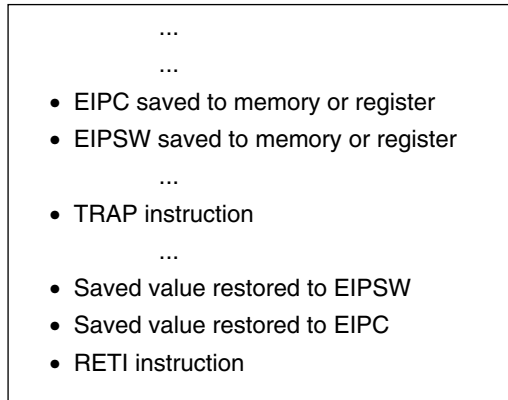 ...
...
• EIPC saved to memory or register
• EIPSW saved to memory or register
...
• TRAP instruction
...
• Saved value restored to EIPSW
• Saved value restored to EIPC
• RETI instruction